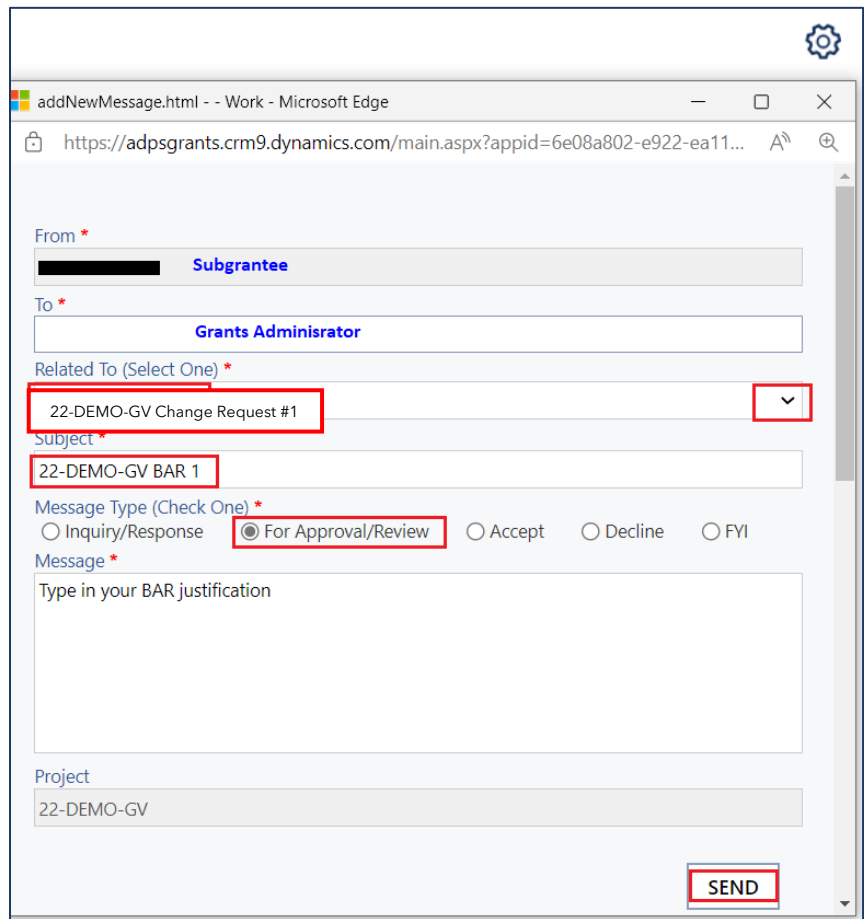 addNewMessage.html - - Work - Microsoft Edge
https://adpsgrants.crm9.dynamics.com/main.aspx?appid=6e08a802-e922-ea11...
From *
Subgrantee
To *
Grants Adminisrator
Related To (Select One) *
22-DEMO-GV Change Request #1
Subject *
22-DEMO-GV BAR 1
Message Type (Check One) *
Inquiry/Response For Approval/Review Accept Decline FYI
Message *
Type in your BAR justification
Project
22-DEMO-GV
SEND